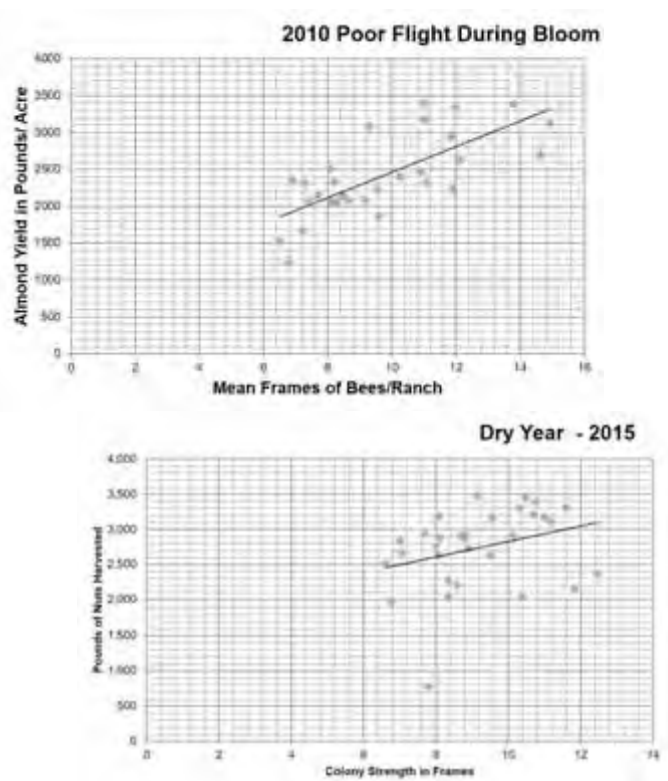 2010 Poor Flight During Bloom
Almond Yield in Pounds/ Acre
4000
3500
3000
2500
2000
1500
1000
500
0
0 2 4 6 8 10 12 14 16
Mean Frames of Bees/Ranch
Dry Year - 2015
Pounds of Nuts Harvested
4,000
3,500
3,000
2,500
2,000
1,500
1,000
500
0
0 2 4 6 8 10 12 14
Colony Strength in Frames